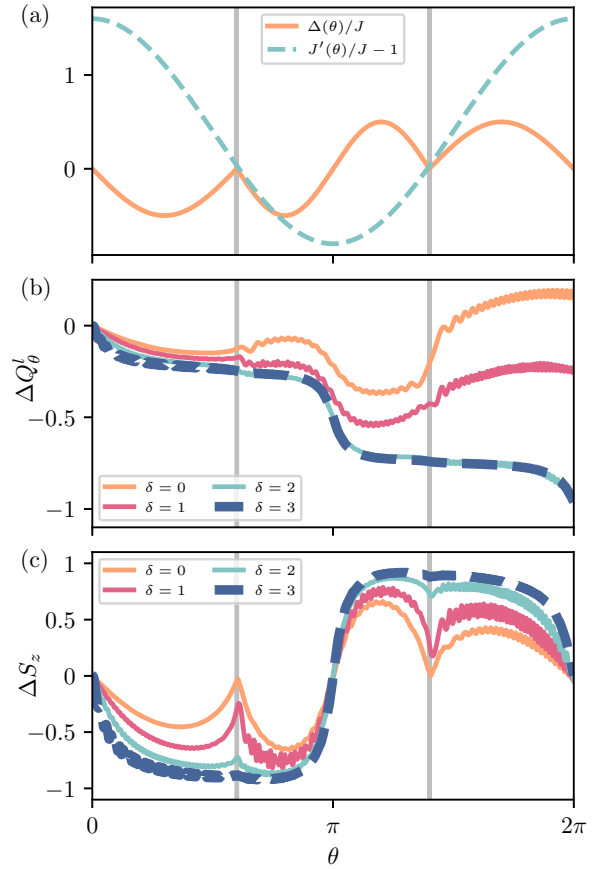 (a)
Δ(θ)/J
J′(θ)/J − 1
1
0
(b)
0
−0.5
−1
ΔQ^l_θ
δ = 0
δ = 2
δ = 1
δ = 3
(c)
δ = 0
δ = 2
δ = 1
δ = 3
1
0.5
0
−0.5
−1
ΔS_z
0
π
2π
θ